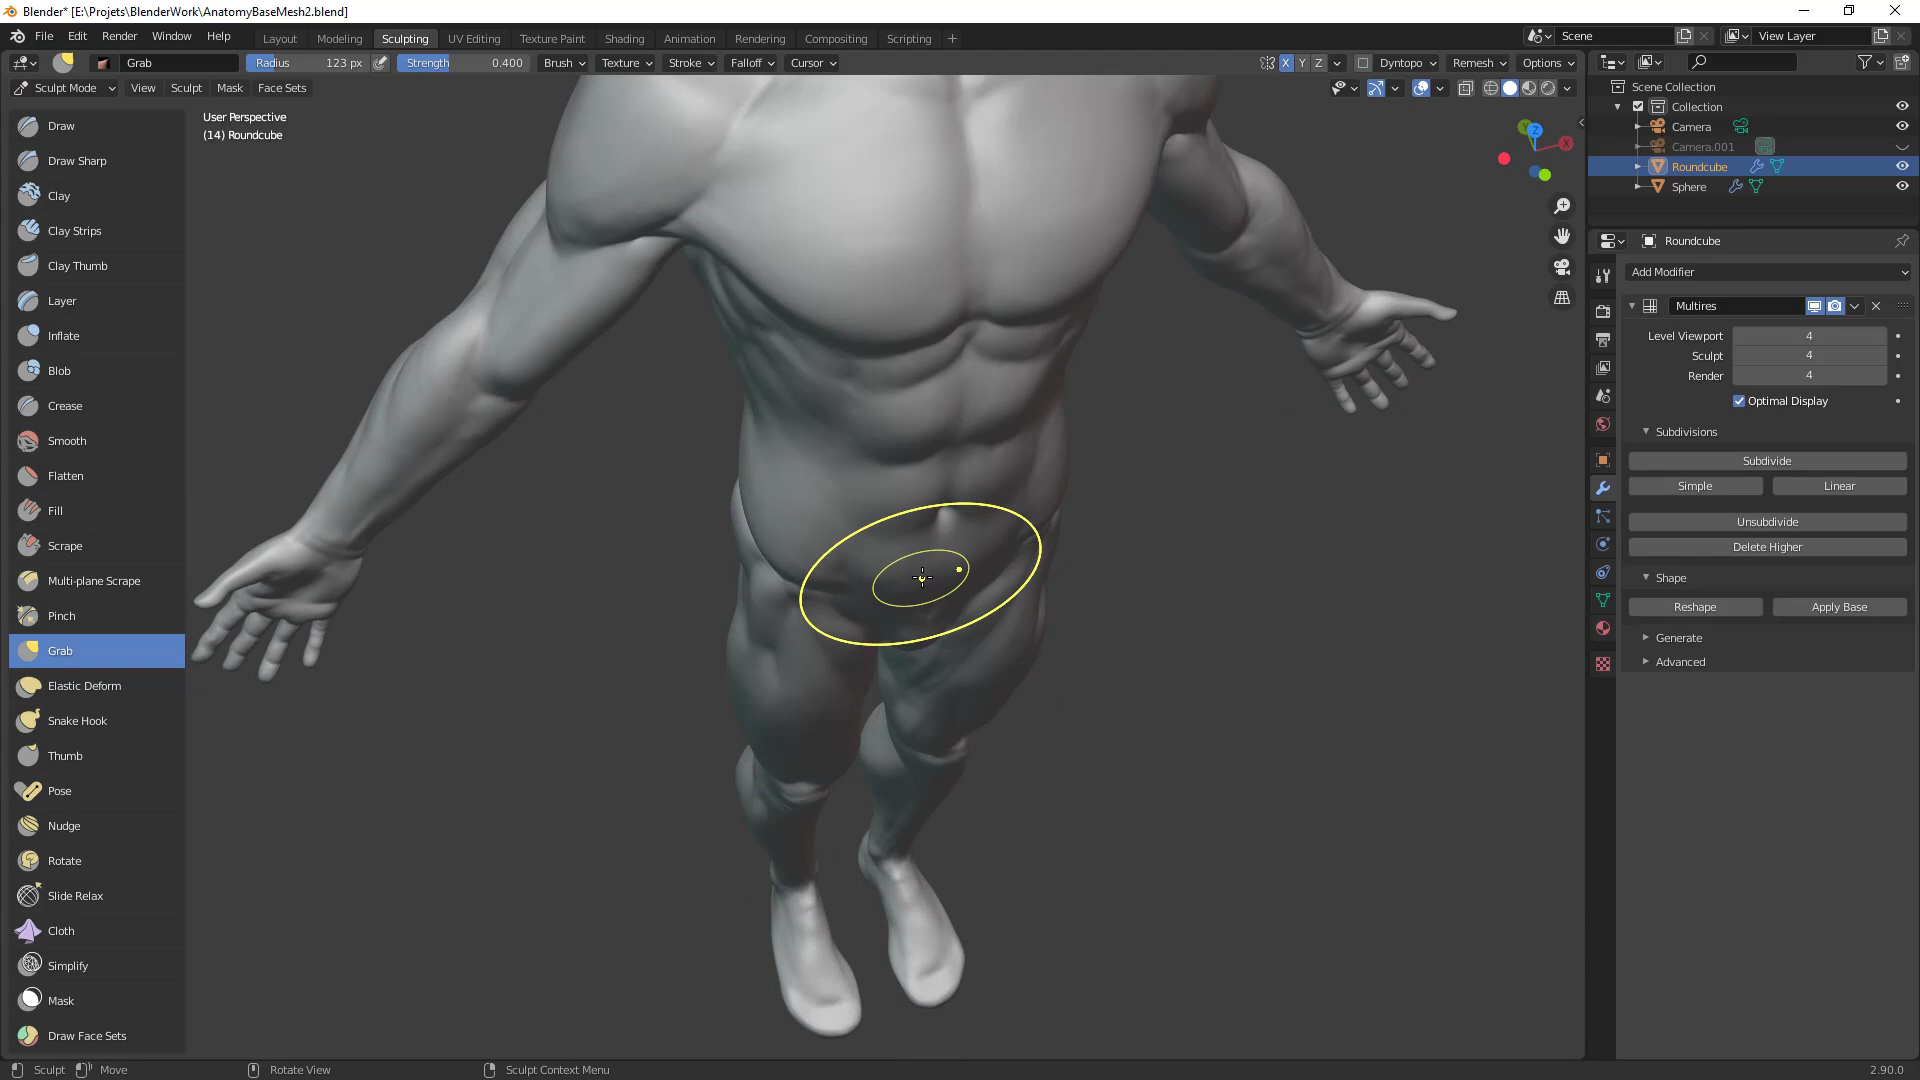 Blender* [E:\Projets\BlenderWork\AnatomyBaseMesh2.blend]
File Edit Render Window Help
Layout Modeling Sculpting UV Editing Texture Paint Shading Animation Rendering Compositing Scripting +
Scene
View Layer
Grab
Radius 123 px
Strength 0.400
Brush
Texture
Stroke
Falloff
Cursor
X Y Z
Dyntopo
Remesh
Options
Sculpt Mode
View Sculpt Mask Face Sets
User Perspective
(14) Roundcube
Draw
Draw Sharp
Clay
Clay Strips
Clay Thumb
Layer
Inflate
Blob
Crease
Smooth
Flatten
Fill
Scrape
Multi-plane Scrape
Pinch
Grab
Elastic Deform
Snake Hook
Thumb
Pose
Nudge
Rotate
Slide Relax
Cloth
Simplify
Mask
Draw Face Sets
Y Z X
Scene Collection
Collection
Camera
Camera.001
Roundcube
Sphere
Roundcube
Add Modifier
Multires
Level Viewport 4
Sculpt 4
Render 4
Optimal Display
Subdivisions
Subdivide
Simple Linear
Unsubdivide
Delete Higher
Shape
Reshape Apply Base
Generate
Advanced
Sculpt Move Rotate View Sculpt Context Menu 2.90.0